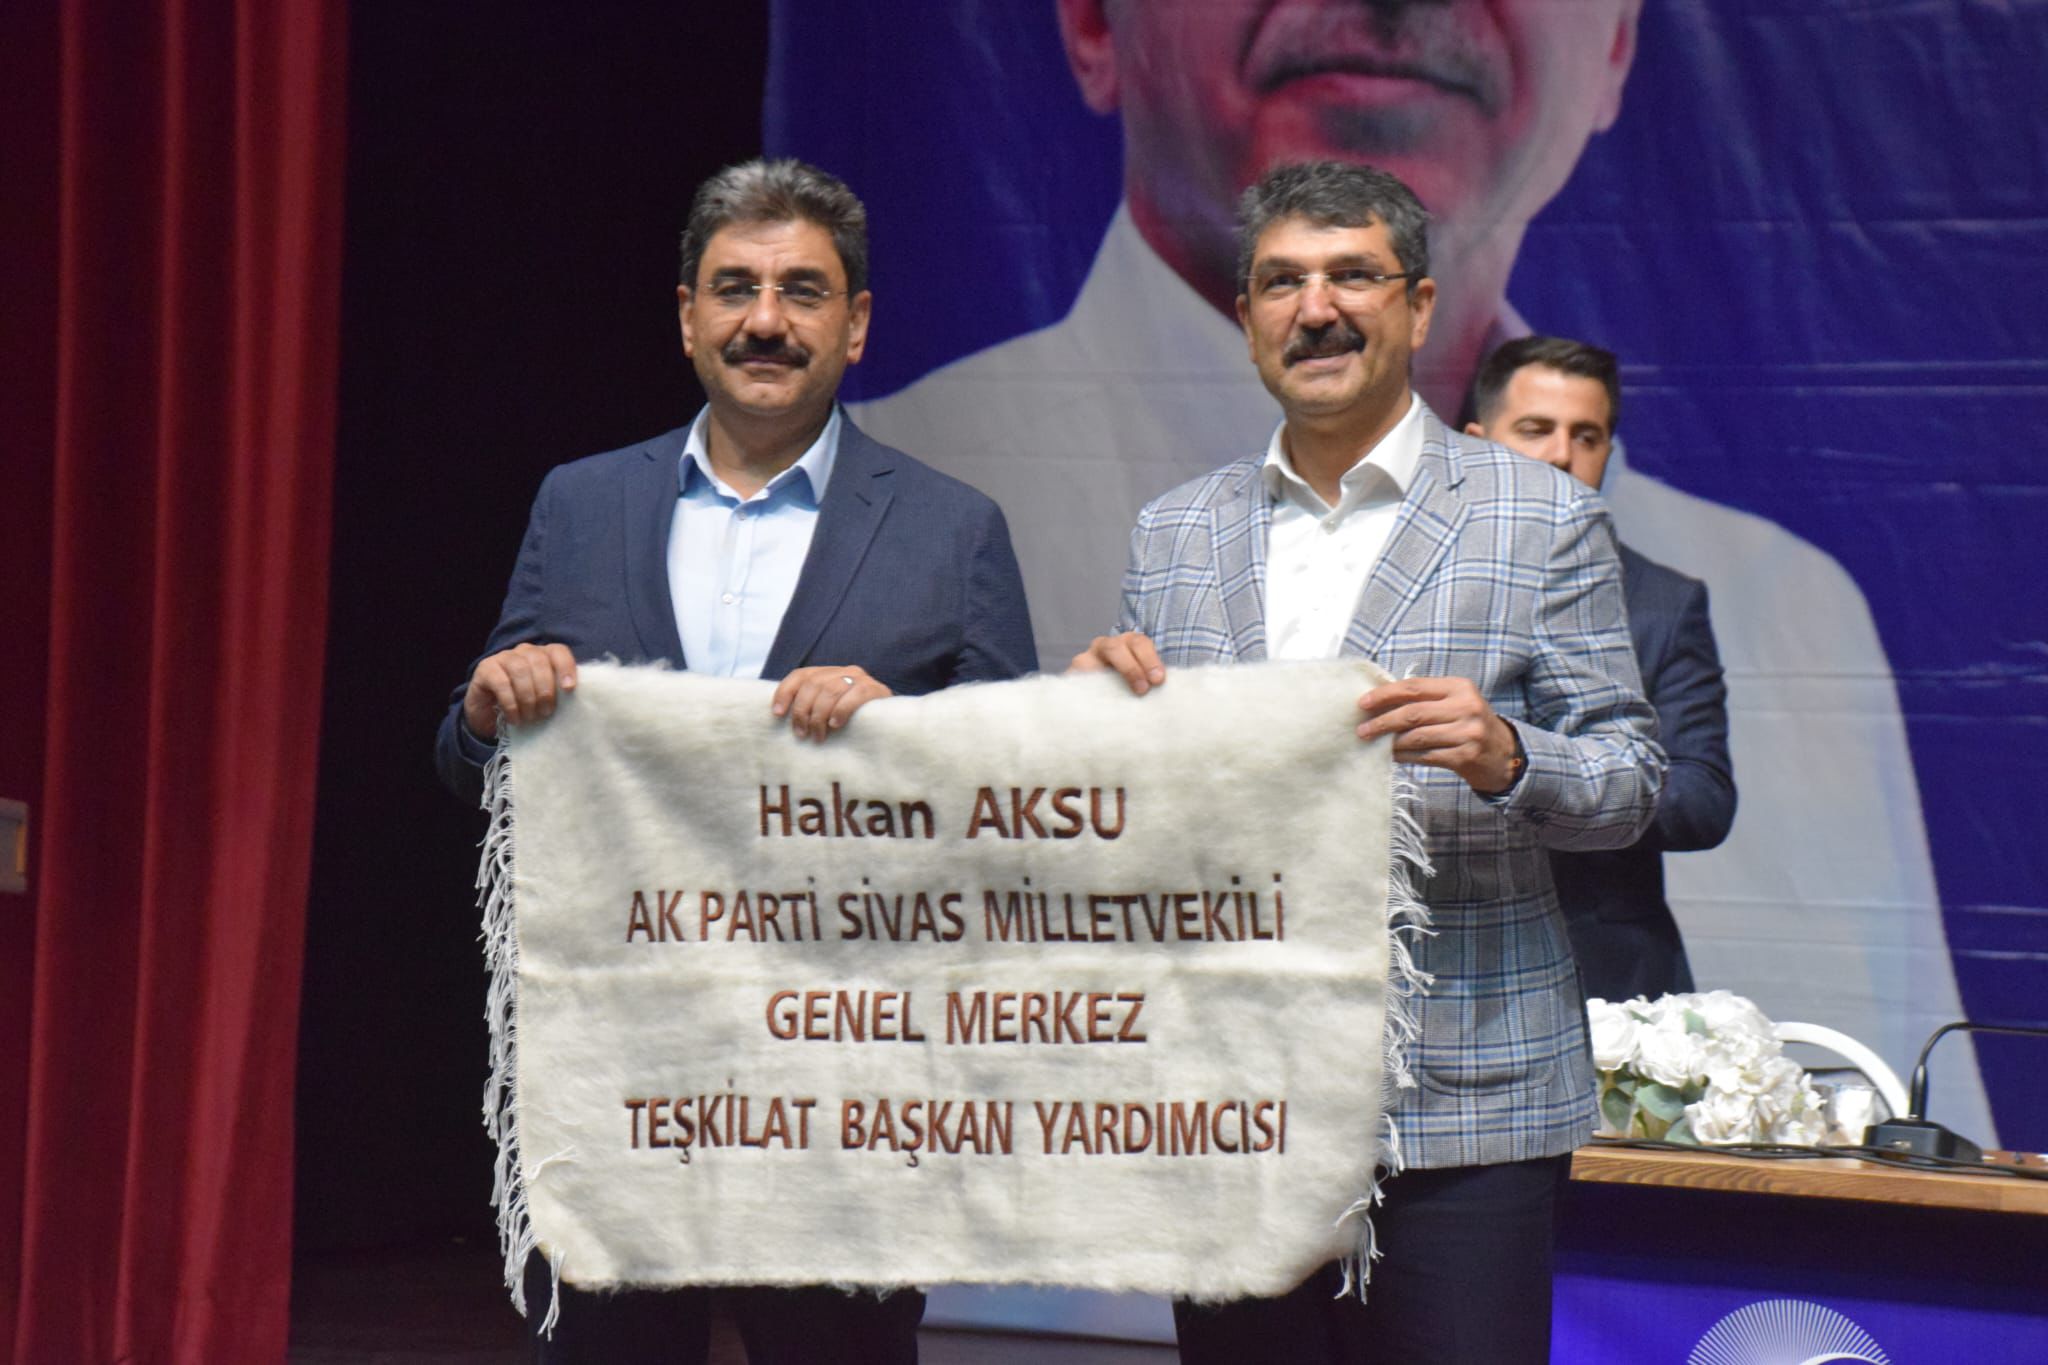 Hakan AKSU
AK PARTİ SİVAS MİLLETVEKİLİ
GENEL MERKEZ
TEŞKİLAT BAŞKAN YARDIMCISI